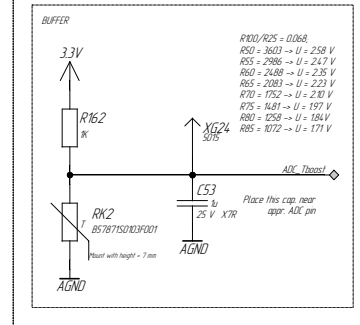 BUFFER
3.3V
R162
1K
R100/R25 = 0.068,
R50 = 3603 -> U = 2.58 V
R55 = 2986 -> U = 2.47 V
R60 = 2488 -> U = 2.35 V
R65 = 2083 -> U = 2.23 V
R70 = 1752 -> U = 2.10 V
R75 = 1481 -> U = 1.97 V
R80 = 1258 -> U = 1.84V
R85 = 1072 -> U = 1.71 V
XG24
5015
ADC_Tboost
C53
1u
25 V X7R
Place this cap. near
appr. ADC pin
RK2
T
B57871S0103F001
Mount with height = 7 mm
AGND
AGND